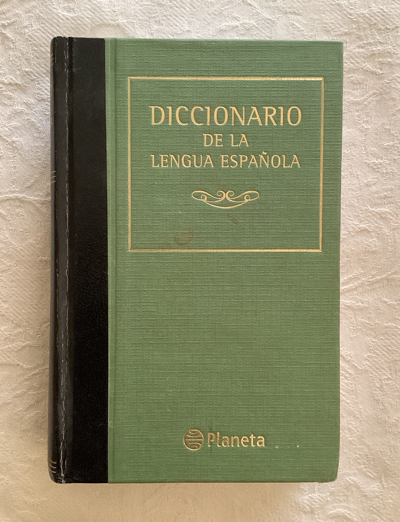 DICCIONARIO
DE LA
LENGUA ESPAÑOLA
Planeta